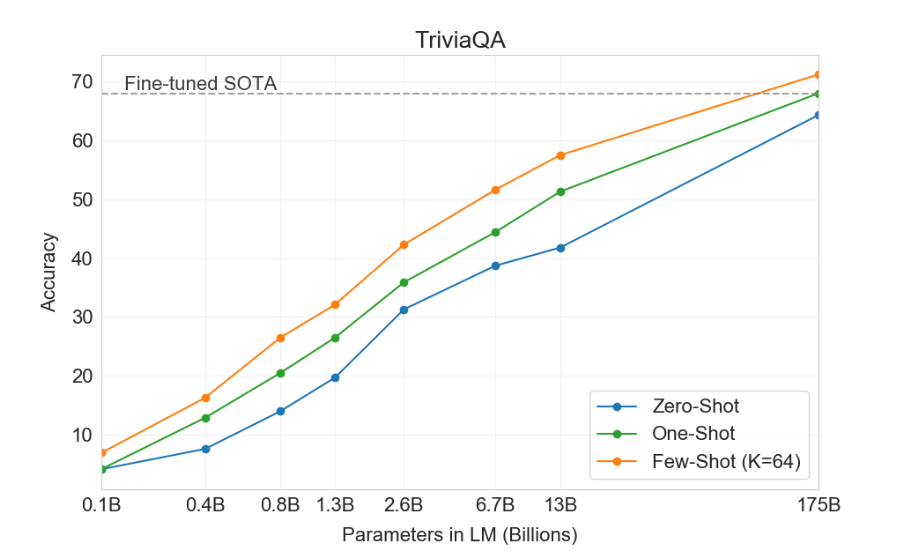 TriviaQA
Fine-tuned SOTA
70
60
50
40
30
20
10
Accuracy
Zero-Shot
One-Shot
Few-Shot (K=64)
0.1B 0.4B 0.8B 1.3B 2.6B 6.7B 13B 175B
Parameters in LM (Billions)